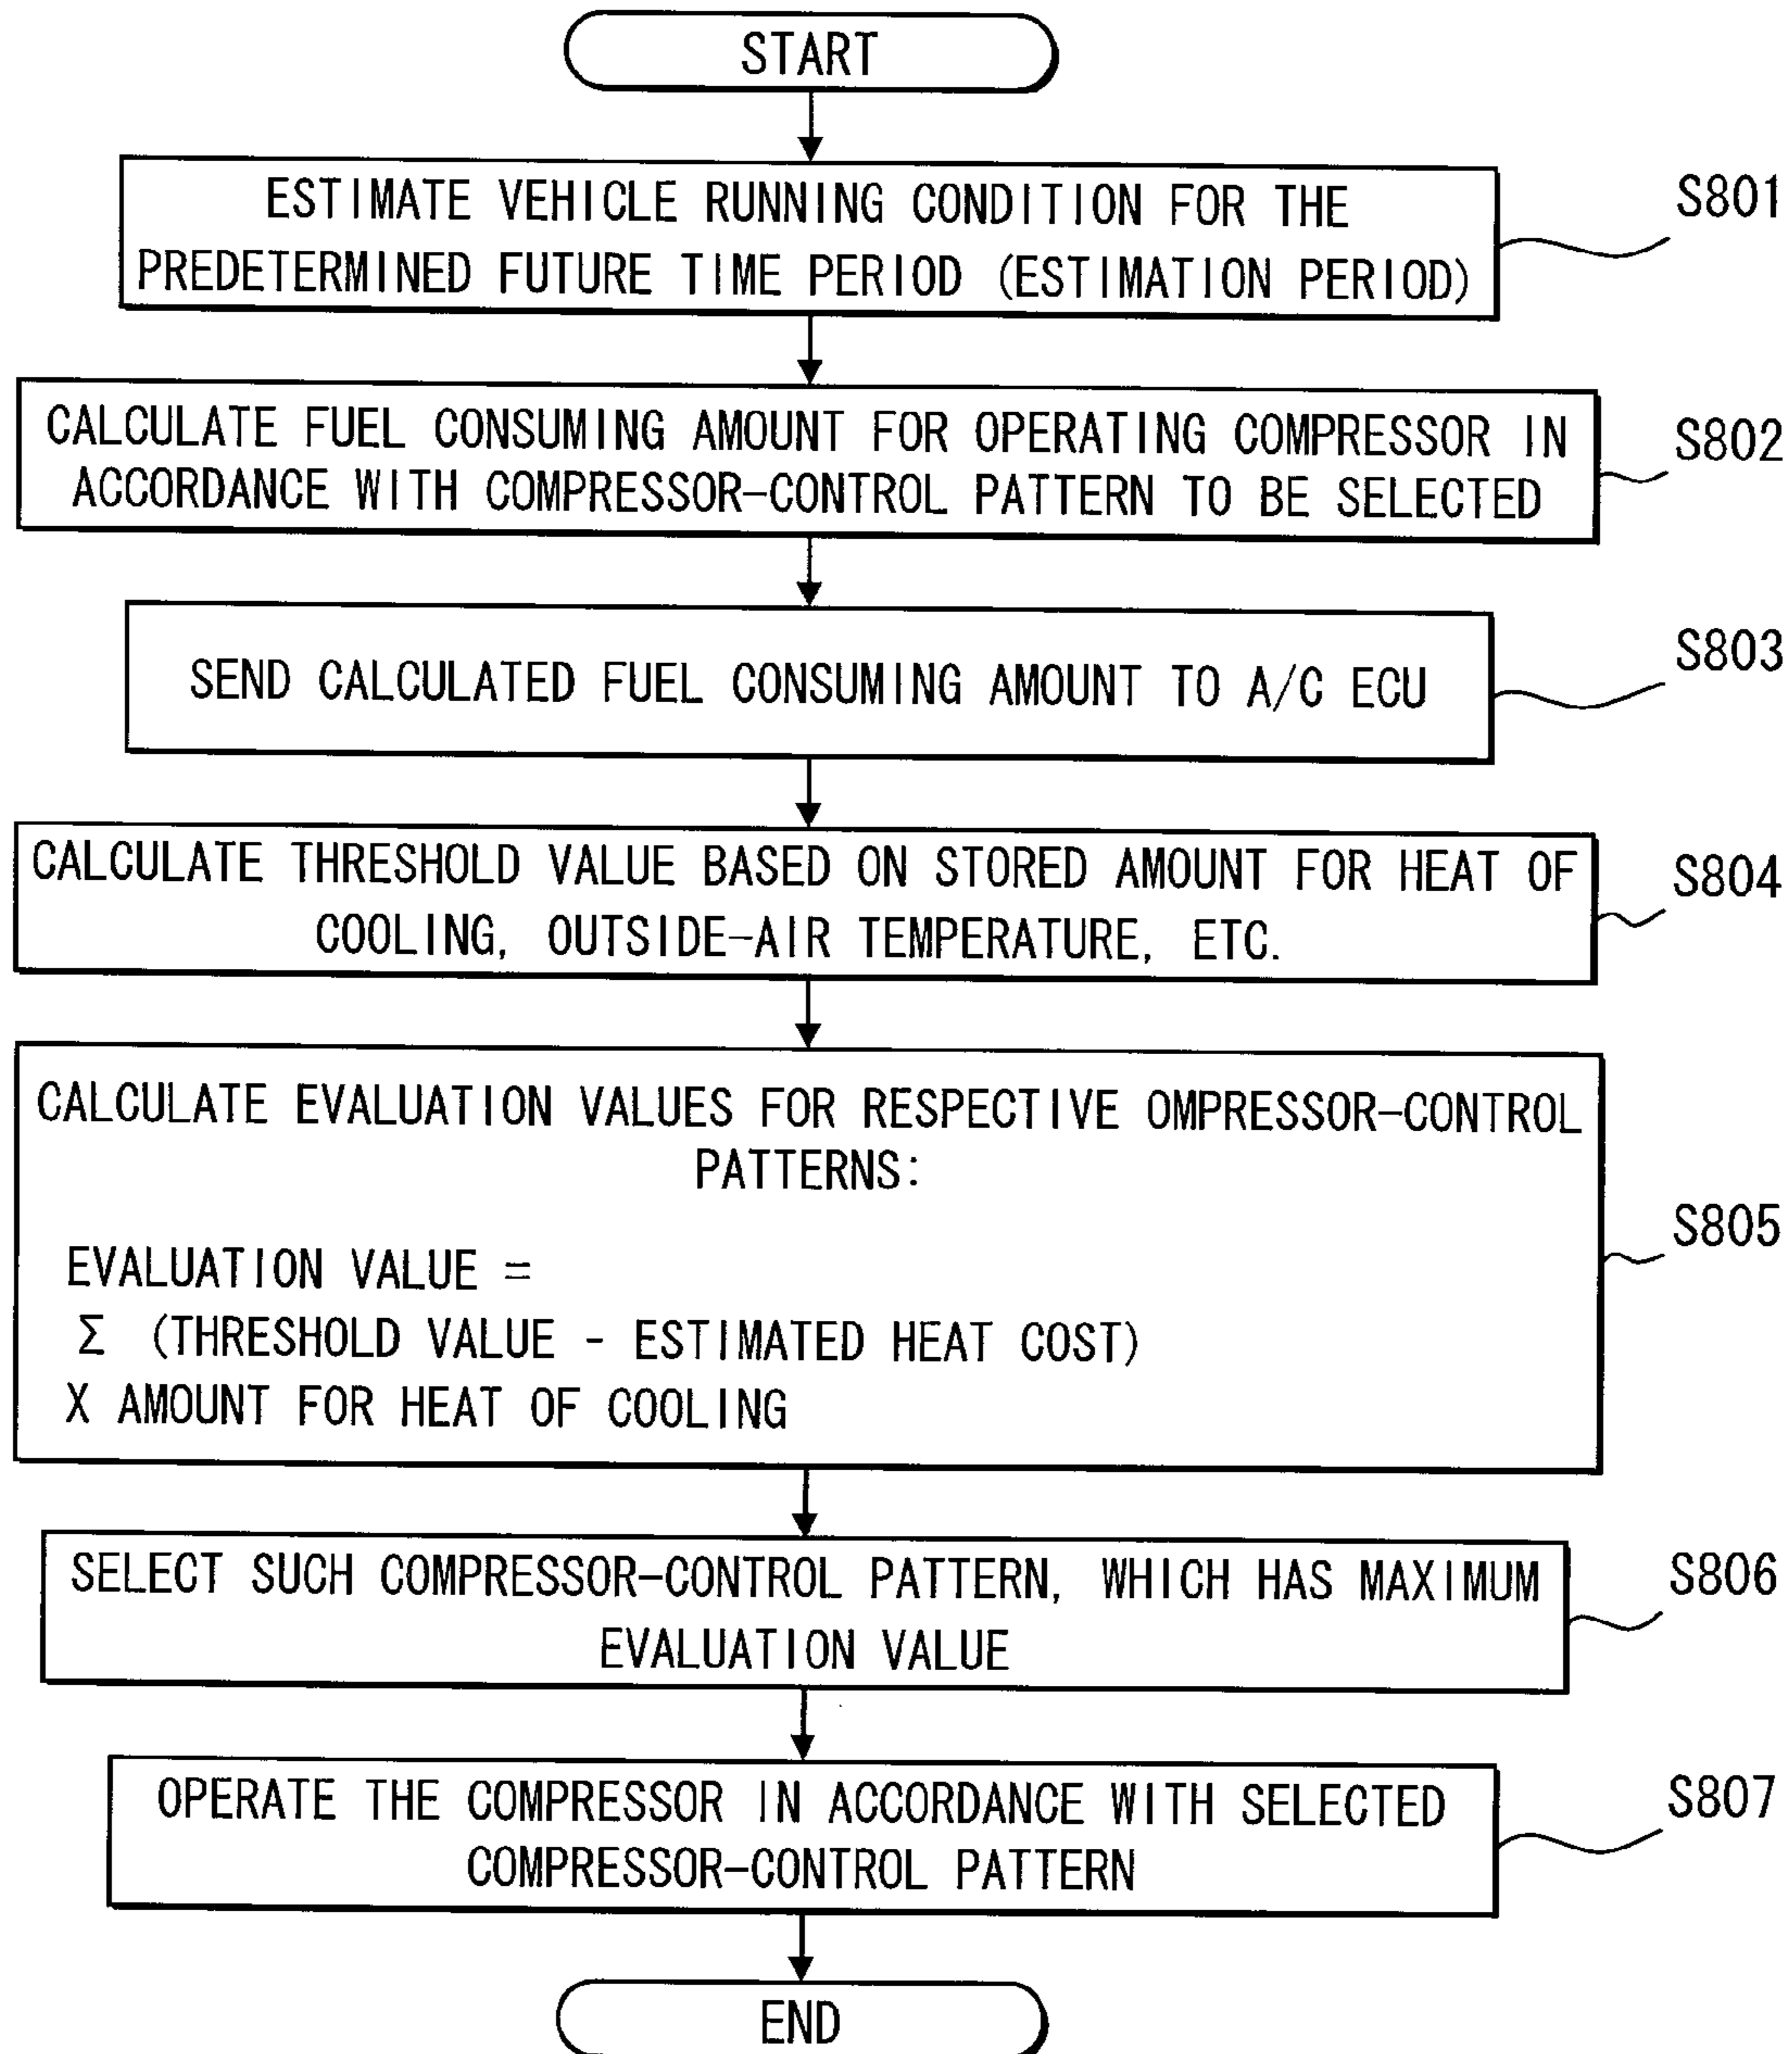 START
ESTIMATE VEHICLE RUNNING CONDITION FOR THE
PREDETERMINED FUTURE TIME PERIOD (ESTIMATION PERIOD)
S801
CALCULATE FUEL CONSUMING AMOUNT FOR OPERATING COMPRESSOR IN
ACCORDANCE WITH COMPRESSOR-CONTROL PATTERN TO BE SELECTED
S802
SEND CALCULATED FUEL CONSUMING AMOUNT TO A/C ECU
S803
CALCULATE THRESHOLD VALUE BASED ON STORED AMOUNT FOR HEAT OF
COOLING, OUTSIDE-AIR TEMPERATURE, ETC.
S804
CALCULATE EVALUATION VALUES FOR RESPECTIVE OMPRESSOR-CONTROL
PATTERNS:
EVALUATION VALUE =
Σ (THRESHOLD VALUE - ESTIMATED HEAT COST)
X AMOUNT FOR HEAT OF COOLING
S805
SELECT SUCH COMPRESSOR-CONTROL PATTERN, WHICH HAS MAXIMUM
EVALUATION VALUE
S806
OPERATE THE COMPRESSOR IN ACCORDANCE WITH SELECTED
COMPRESSOR-CONTROL PATTERN
S807
END